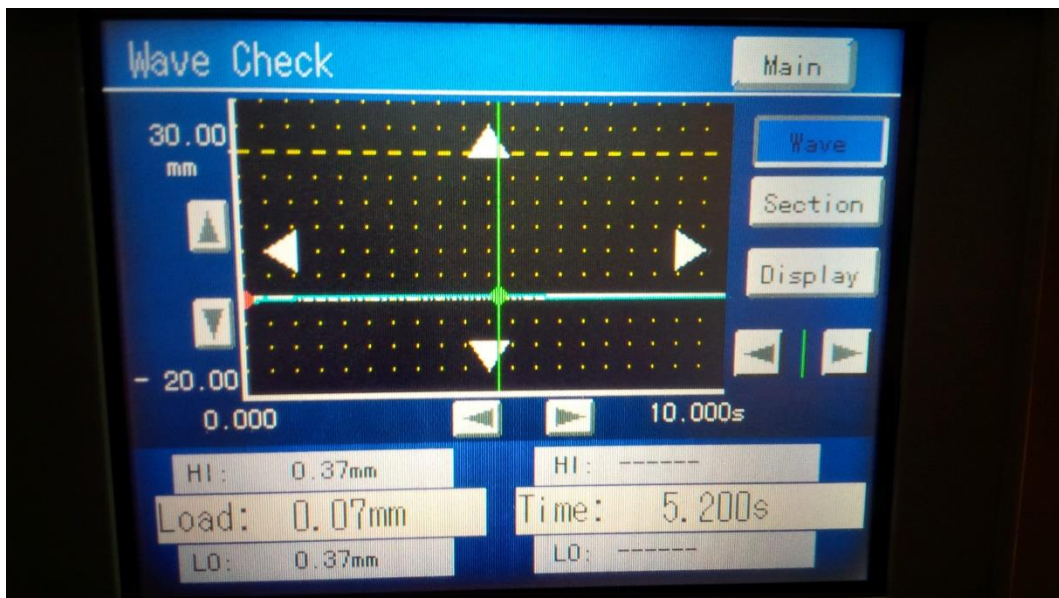 Wave Check
Main
30.00
mm
Wave
Section
Display
- 20.00
0.000
10.000s
HI: 0.37mm
HI: ------
Load: 0.07mm
Time: 5.200s
LO: 0.37mm
LO: ------